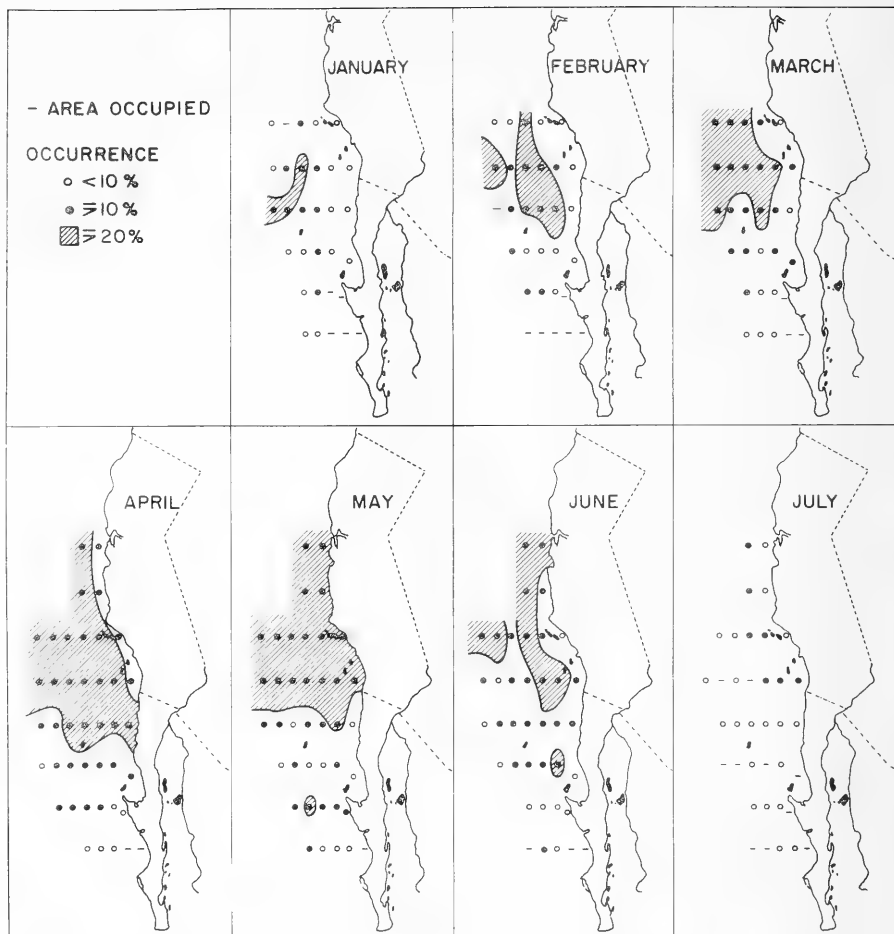 JANUARY
FEBRUARY
MARCH
– AREA OCCUPIED
OCCURRENCE
○ <10%
● ⩾10%
▨ ⩾20%
APRIL
MAY
JUNE
JULY